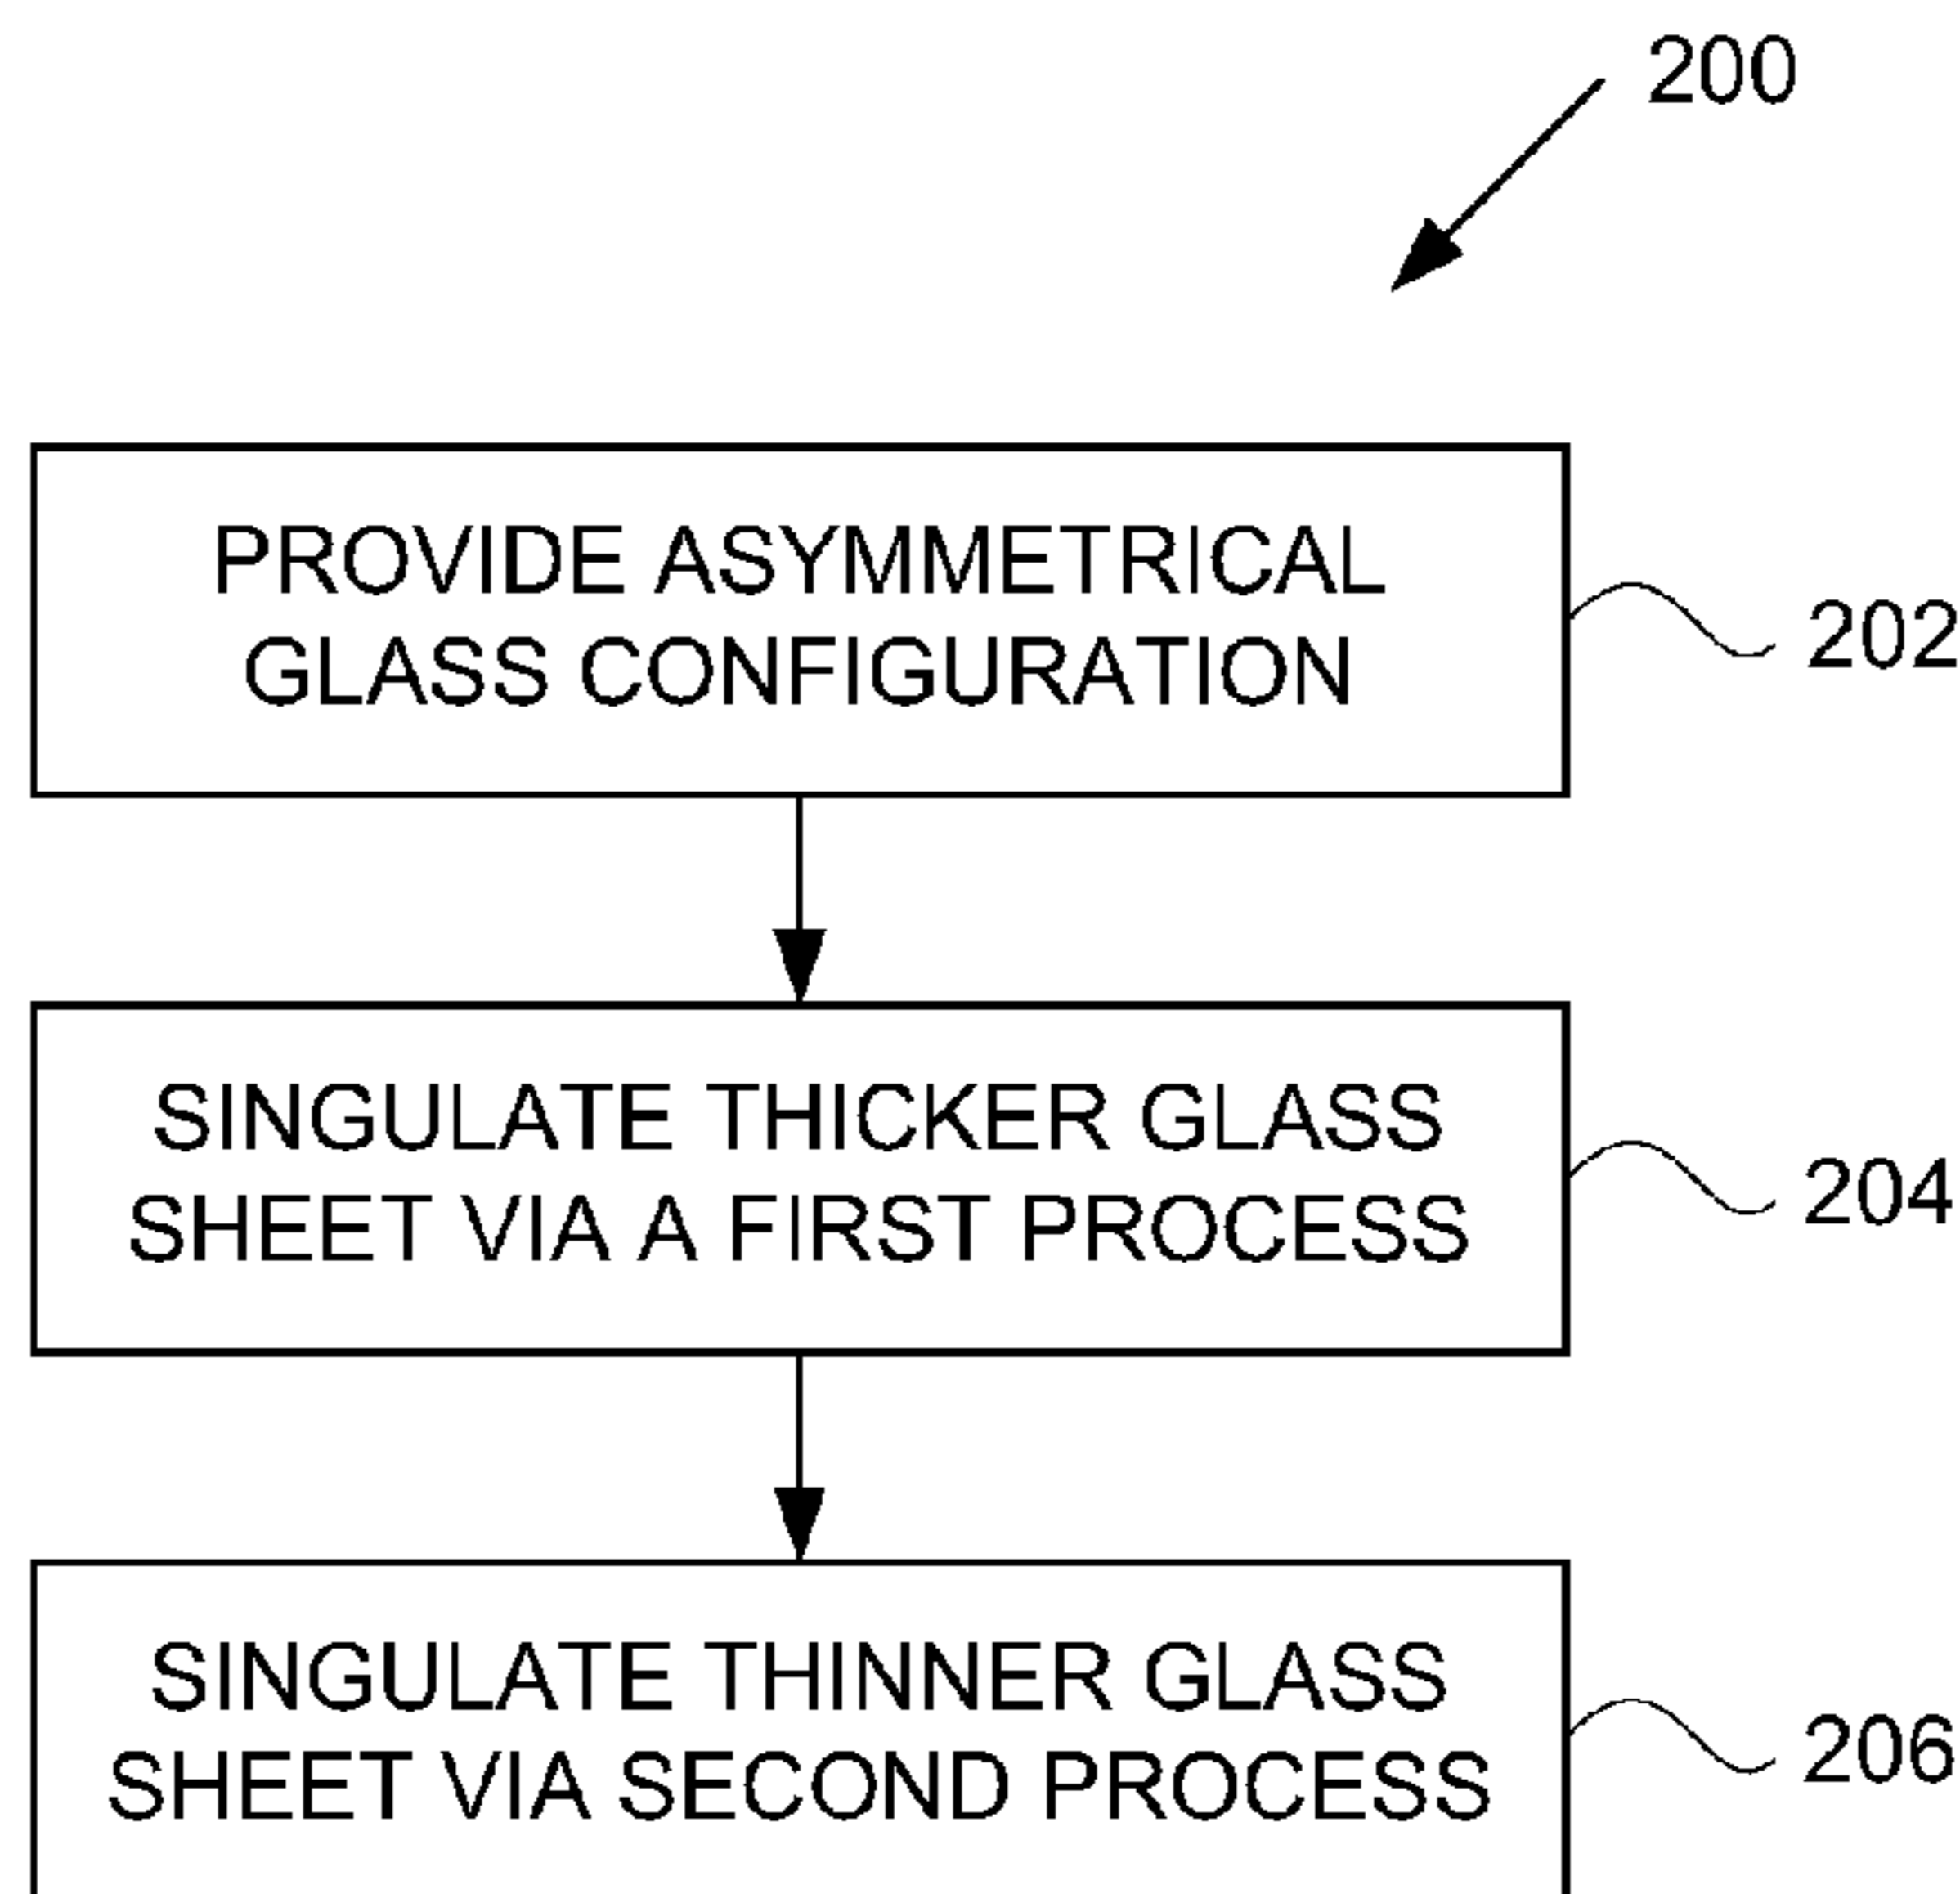 200
PROVIDE ASYMMETRICAL
GLASS CONFIGURATION
202
SINGULATE THICKER GLASS
SHEET VIA A FIRST PROCESS
204
SINGULATE THINNER GLASS
SHEET VIA SECOND PROCESS
206